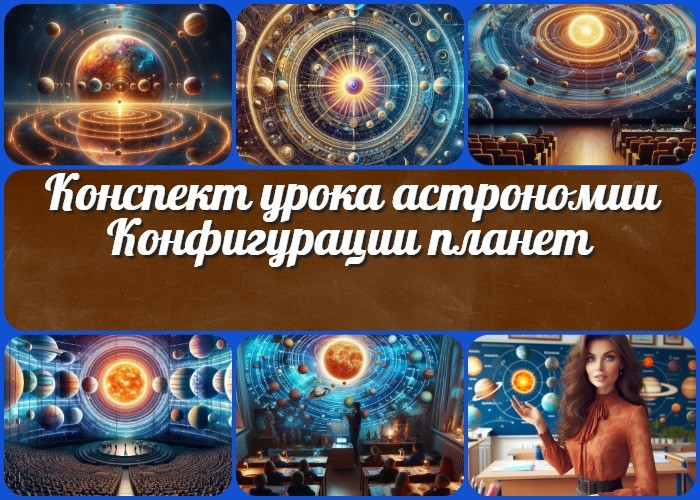 Конспект урока астрономии
Конфигурации планет